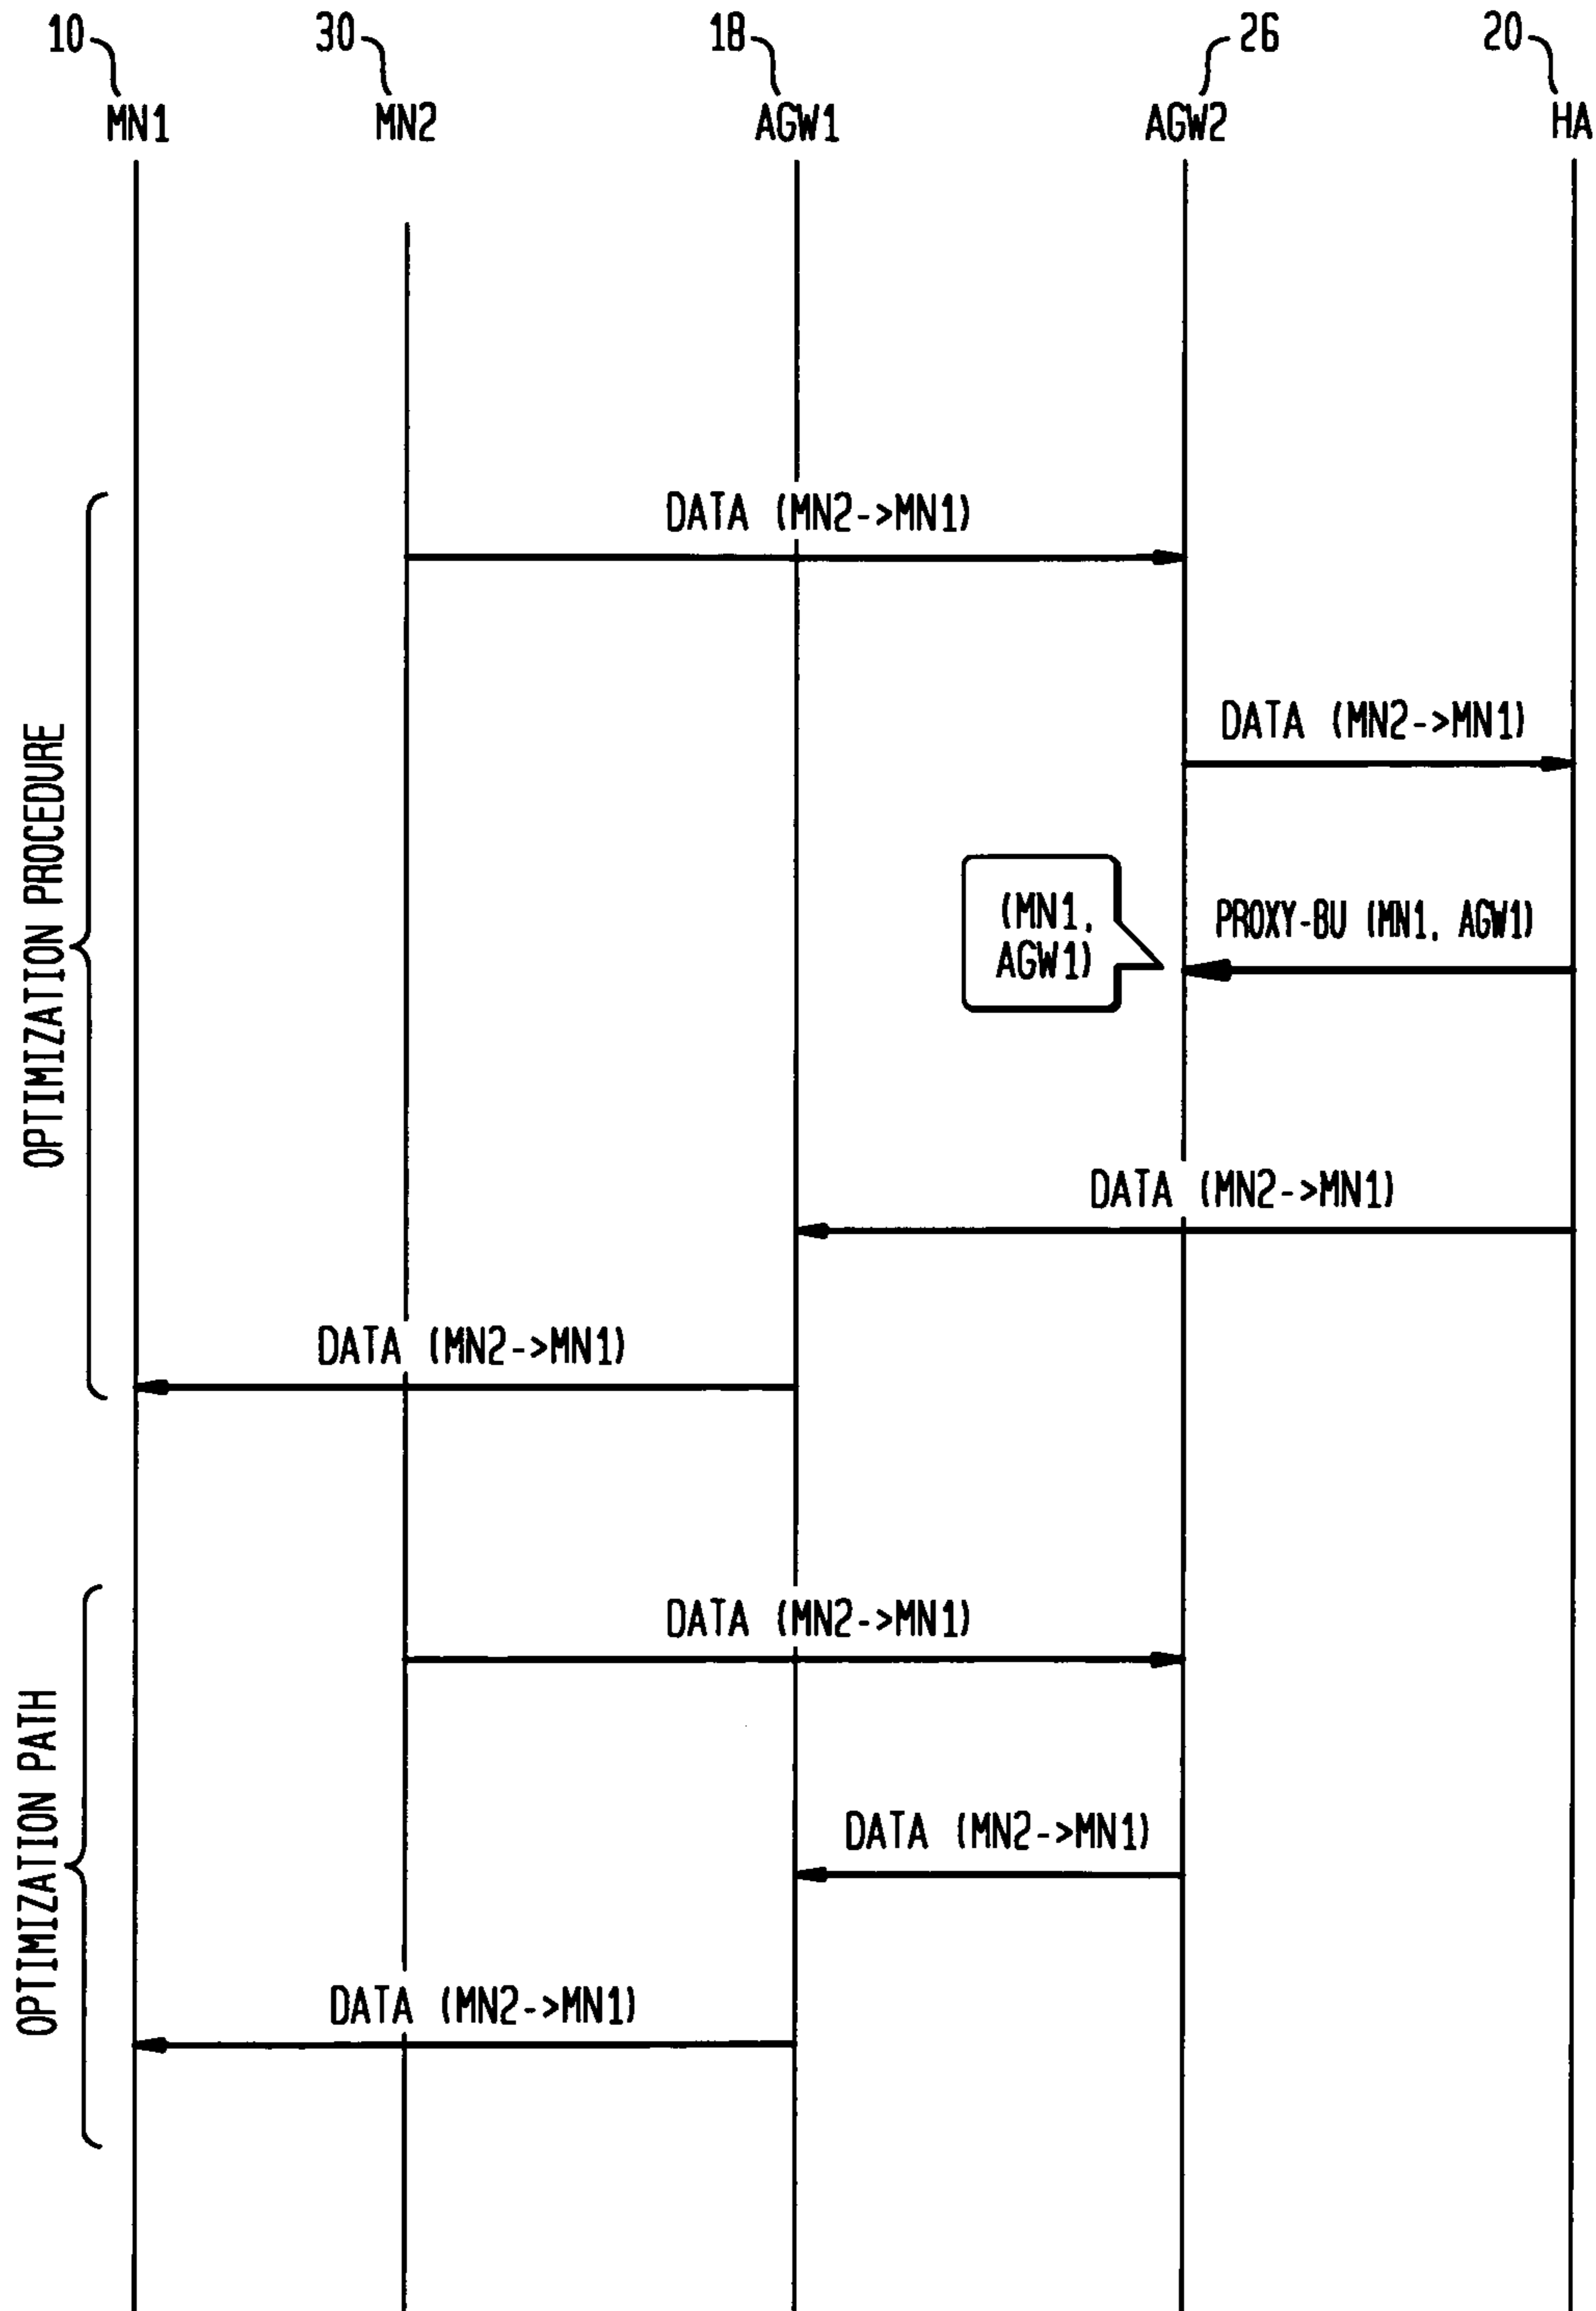 10
30
18
26
20
MN1
MN2
AGW1
AGW2
HA
OPTIMIZATION PROCEDURE
DATA (MN2->MN1)
DATA (MN2->MN1)
(MN1,
AGW1)
PROXY-BU (MN1, AGW1)
DATA (MN2->MN1)
DATA (MN2->MN1)
OPTIMIZATION PATH
DATA (MN2->MN1)
DATA (MN2->MN1)
DATA (MN2->MN1)